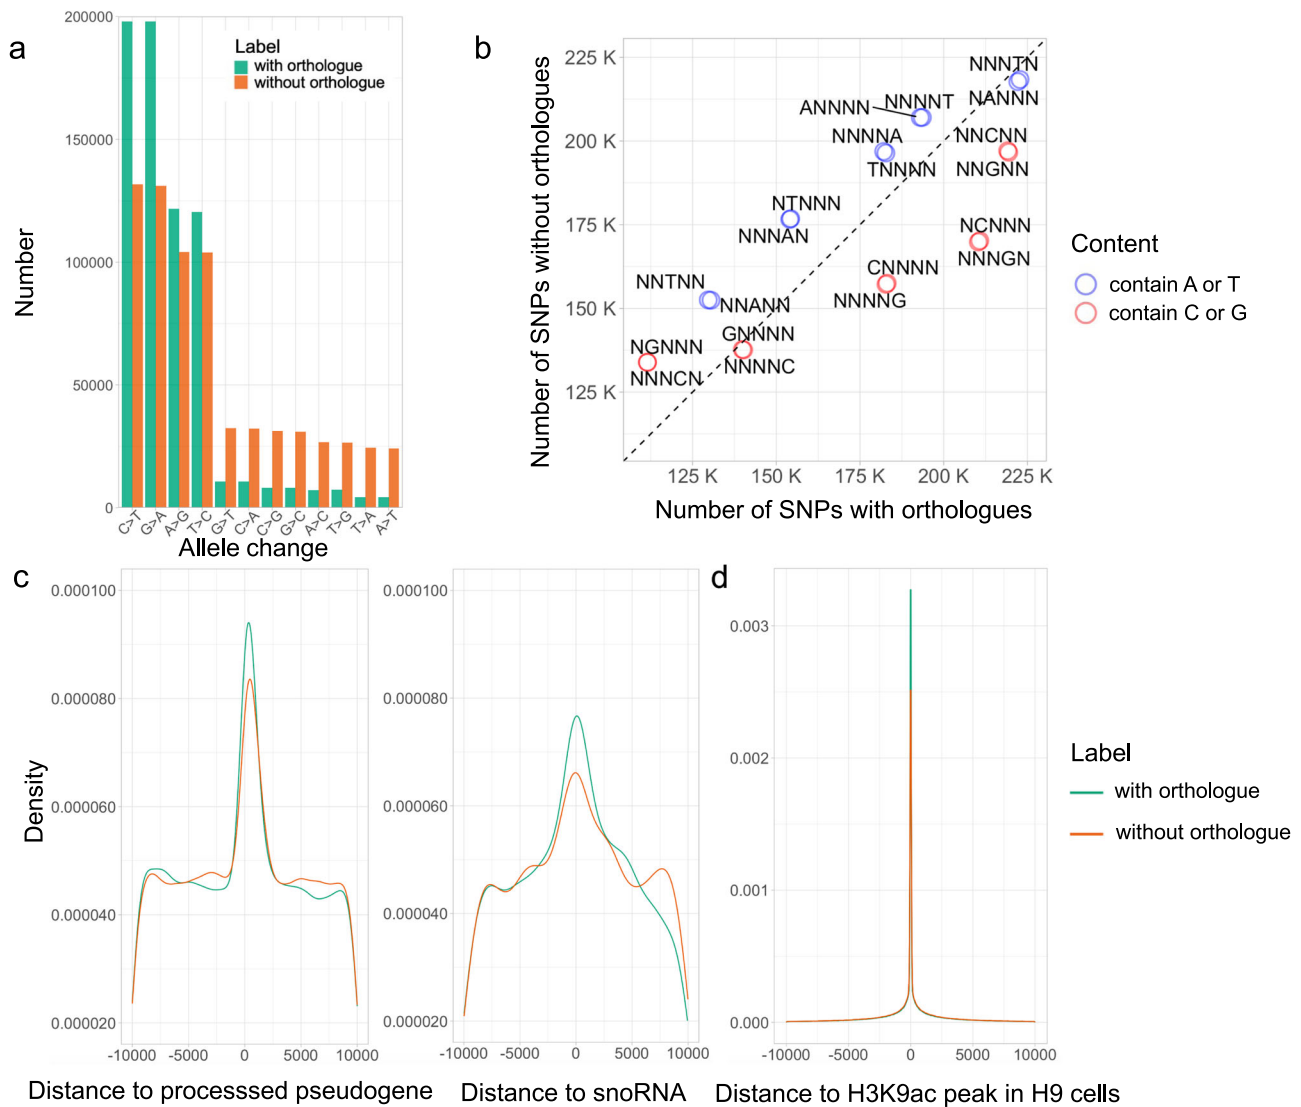 a
Number
200000
150000
100000
50000
0
Label
with orthologue
without orthologue
C>T
G>A
A>G
T>C
G>T
C>A
C>G
G>C
A>C
T>G
T>A
A>T
Allele change
b
Number of SNPs without orthologues
225 K
200 K
175 K
150 K
125 K
NNNTN
NANNN
ANNNN
NNNNT
NNNNA
TNNNN
NNCNN
NNGNN
NTNNN
NNNAN
NCNNN
NNNGN
CNNNN
NNNNG
NNTNN
NNANN
GNNNN
NNNNC
NGNNN
NNNCN
125 K
150 K
175 K
200 K
225 K
Number of SNPs with orthologues
Content
contain A or T
contain C or G
c
Density
0.000100
0.000080
0.000060
0.000040
0.000020
-10000
-5000
0
5000
10000
Distance to processsed pseudogene
0.000100
0.000080
0.000060
0.000040
0.000020
-10000
-5000
0
5000
10000
Distance to snoRNA
d
0.003
0.002
0.001
0.000
-10000
-5000
0
5000
10000
Distance to H3K9ac peak in H9 cells
Label
with orthologue
without orthologue